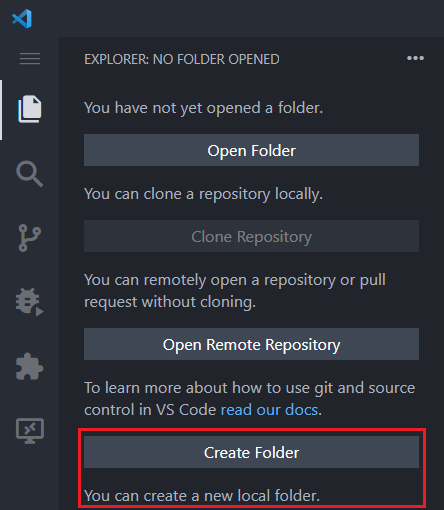 EXPLORER: NO FOLDER OPENED
You have not yet opened a folder.
Open Folder
You can clone a repository locally.
Clone Repository
You can remotely open a repository or pull
request without cloning.
Open Remote Repository
To learn more about how to use git and source
control in VS Code read our docs.
Create Folder
You can create a new local folder.